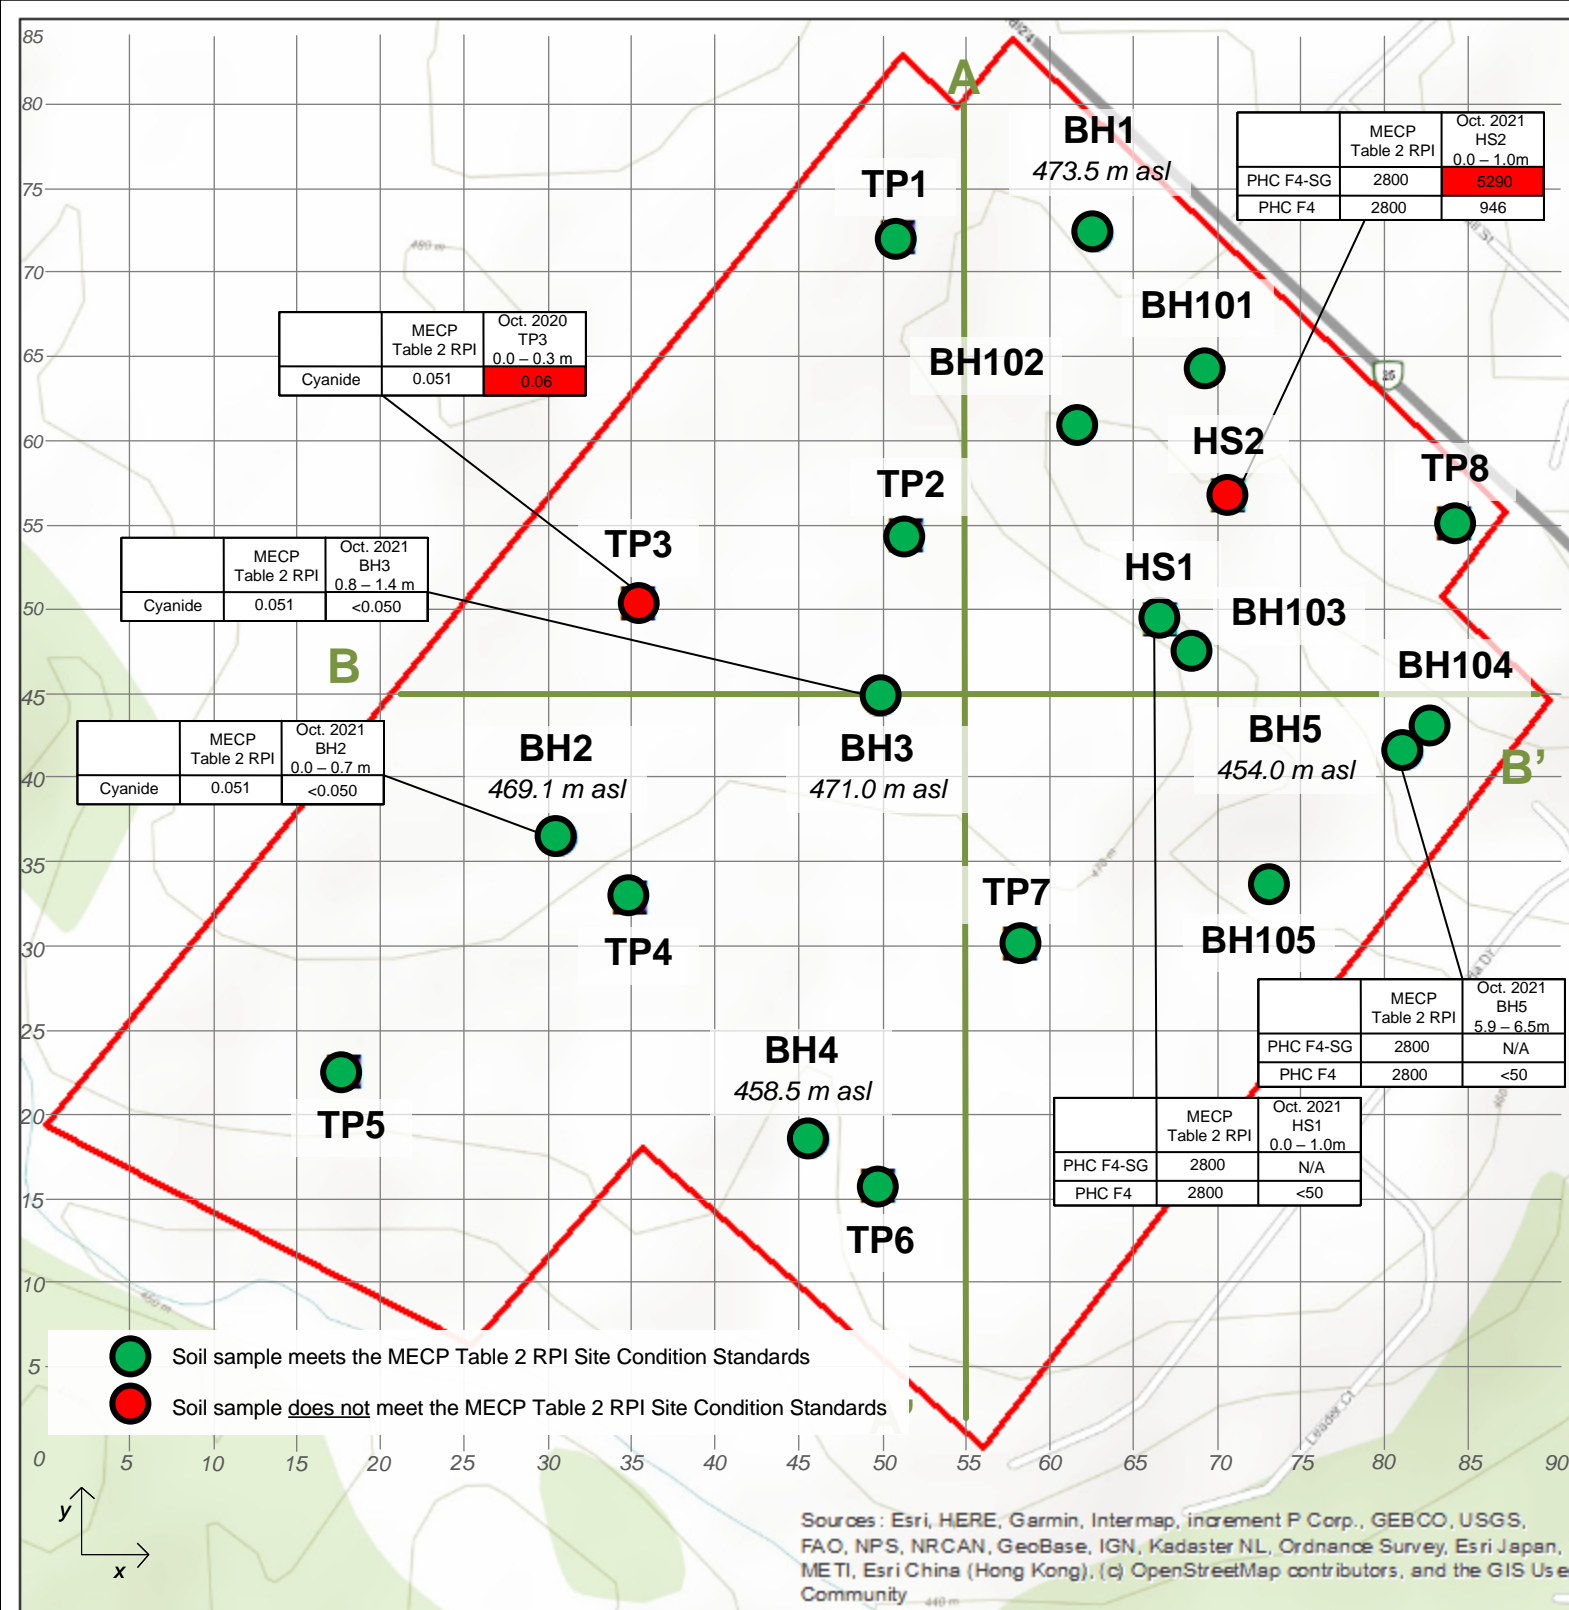 85
80
75
70
65
60
55
50
45
40
35
30
25
20
15
10
5
0
5
10
15
20
25
30
35
40
45
50
55
60
65
70
75
80
85
90
y
x
A
B
B’
BH1
473.5 m asl
TP1
BH101
BH102
HS2
TP8
TP2
TP3
HS1
BH103
BH104
BH2
469.1 m asl
BH3
471.0 m asl
BH5
454.0 m asl
TP4
TP7
BH105
BH4
458.5 m asl
TP5
TP6
MECP Table 2 RPI
Oct. 2021 HS2 0.0 – 1.0m
PHC F4-SG 2800 5290
PHC F4 2800 946
MECP Table 2 RPI
Oct. 2020 TP3 0.0 – 0.3 m
Cyanide 0.051 0.06
MECP Table 2 RPI
Oct. 2021 BH3 0.8 – 1.4 m
Cyanide 0.051 <0.050
MECP Table 2 RPI
Oct. 2021 BH2 0.0 – 0.7 m
Cyanide 0.051 <0.050
MECP Table 2 RPI
Oct. 2021 BH5 5.9 – 6.5m
PHC F4-SG 2800 N/A
PHC F4 2800 <50
MECP Table 2 RPI
Oct. 2021 HS1 0.0 – 1.0m
PHC F4-SG 2800 N/A
PHC F4 2800 <50
480 m
470 m
450 m
440 m
25
Leader Ct
Soil sample meets the MECP Table 2 RPI Site Condition Standards
Soil sample does not meet the MECP Table 2 RPI Site Condition Standards
Sources: Esri, HERE, Garmin, Intermap, increment P Corp., GEBCO, USGS,
FAO, NPS, NRCAN, GeoBase, IGN, Kadaster NL, Ordnance Survey, Esri Japan,
METI, Esri China (Hong Kong), (c) OpenStreetMap contributors, and the GIS Use
Community